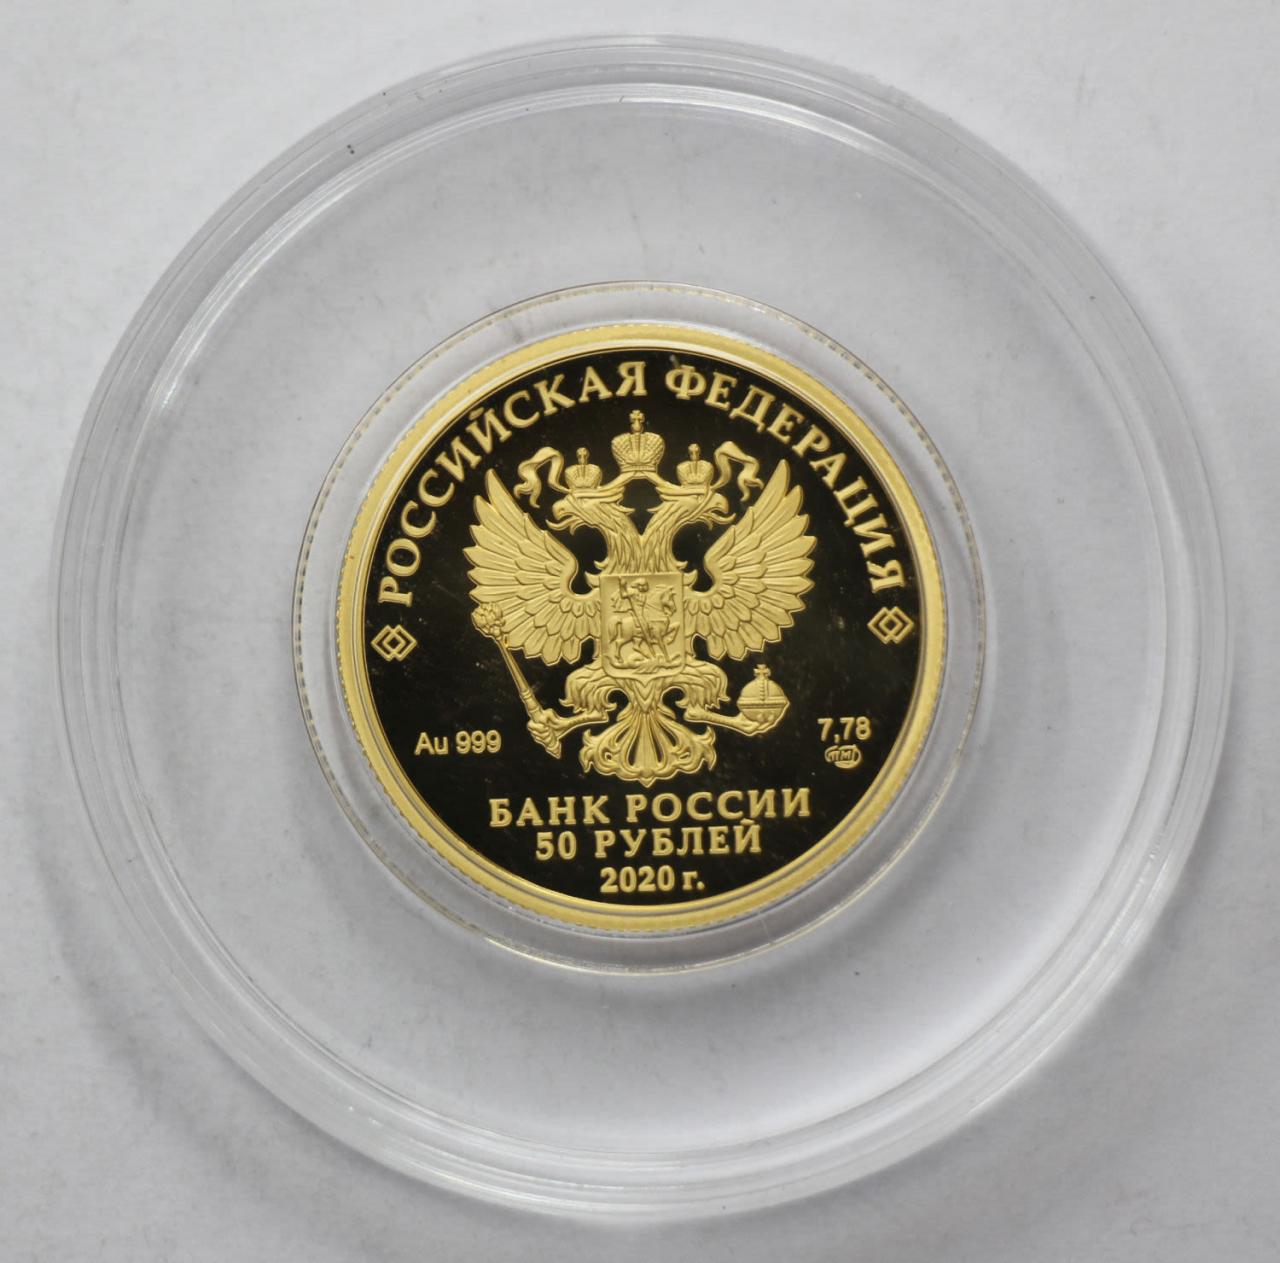 РОССИЙСКАЯ ФЕДЕРАЦИЯ
Au 999
7,78
СПМД
БАНК РОССИИ
50 РУБЛЕЙ
2020 г.